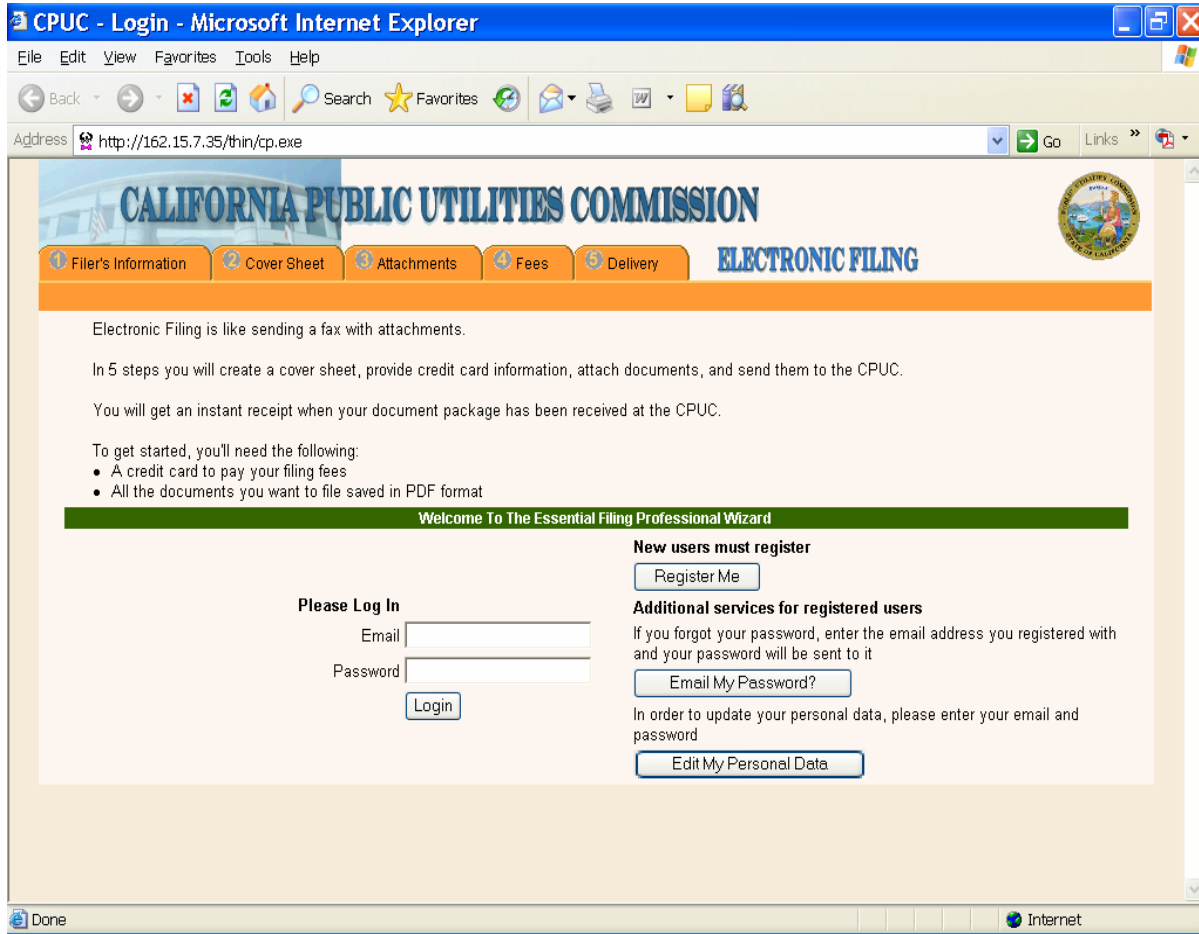 CPUC - Login - Microsoft Internet Explorer
File Edit View Favorites Tools Help
Back Search Favorites
Address http://162.15.7.35/thin/cp.exe Go Links »
CALIFORNIA PUBLIC UTILITIES COMMISSION
1 Filer's Information 2 Cover Sheet 3 Attachments 4 Fees 5 Delivery ELECTRONIC FILING
Electronic Filing is like sending a fax with attachments.
In 5 steps you will create a cover sheet, provide credit card information, attach documents, and send them to the CPUC.
You will get an instant receipt when your document package has been received at the CPUC.
To get started, you'll need the following:
• A credit card to pay your filing fees
• All the documents you want to file saved in PDF format
Welcome To The Essential Filing Professional Wizard
Please Log In
Email
Password
Login
New users must register
Register Me
Additional services for registered users
If you forgot your password, enter the email address you registered with
and your password will be sent to it
Email My Password?
In order to update your personal data, please enter your email and
password
Edit My Personal Data
Done Internet